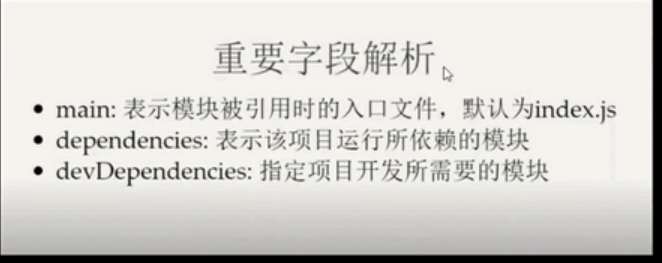 重要字段解析
• main: 表示模块被引用时的入口文件，默认为index.js
• dependencies: 表示该项目运行所依赖的模块
• devDependencies: 指定项目开发所需要的模块